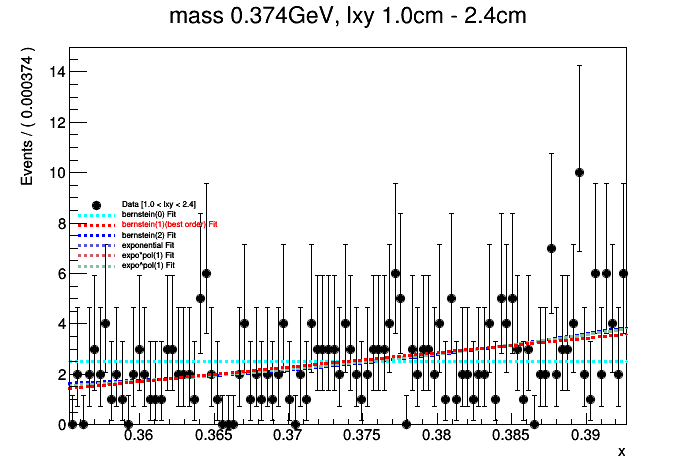 mass 0.374GeV, lxy 1.0cm - 2.4cm
Events / ( 0.000374 )
14
12
10
8
6
4
2
0
Data [1.0 < lxy < 2.4]
bernstein(0) Fit
bernstein(1)(best order) Fit
bernstein(2) Fit
exponential Fit
expo*pol(1) Fit
expo^pol(1) Fit
0.36 0.365 0.37 0.375 0.38 0.385 0.39
x